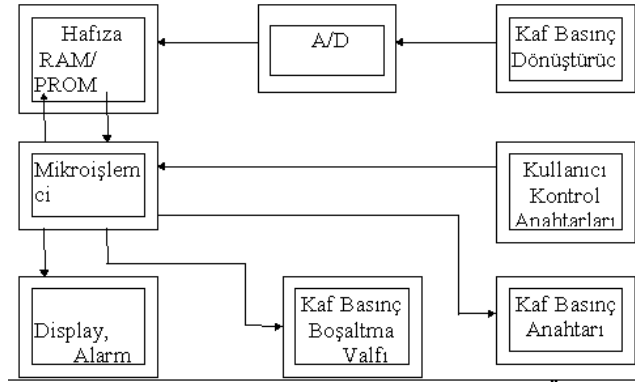 Hafıza
RAM/
PROM
A/D
Kaf Basınç
Dönüştürüc
Mikroişlem
ci
Kullanıcı
Kontrol
Anahtarları
Display,
Alarm
Kaf Basınç
Boşaltma
Valfı
Kaf Basınç
Anahtarı